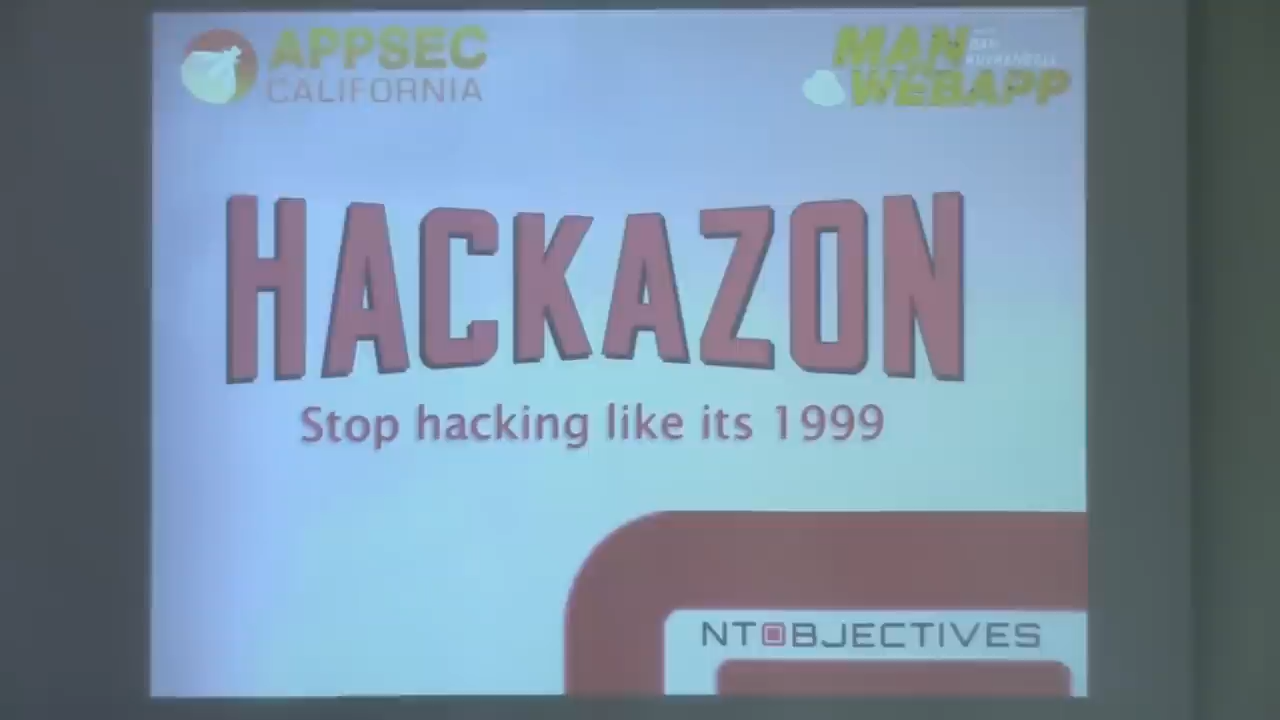 APPSEC
CALIFORNIA
MAN
WEBAPP
HACKAZON
Stop hacking like its 1999
NTOBJECTIVES